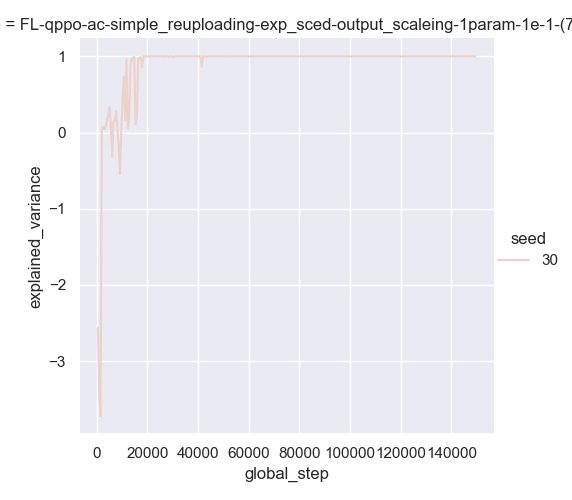 = FL-qppo-ac-simple_reuploading-exp_sced-output_scaleing-1param-1e-1-(7
1
0
−1
−2
−3
explained_variance
0 20000 40000 60000 80000 100000 120000 140000
global_step
seed
30